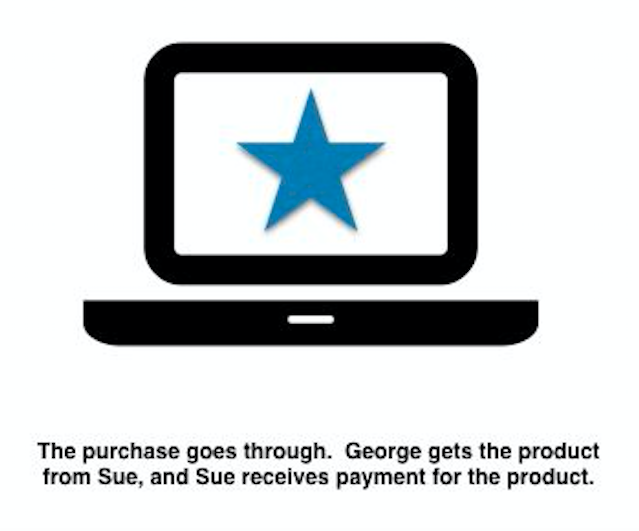 The purchase goes through.  George gets the product
from Sue, and Sue receives payment for the product.